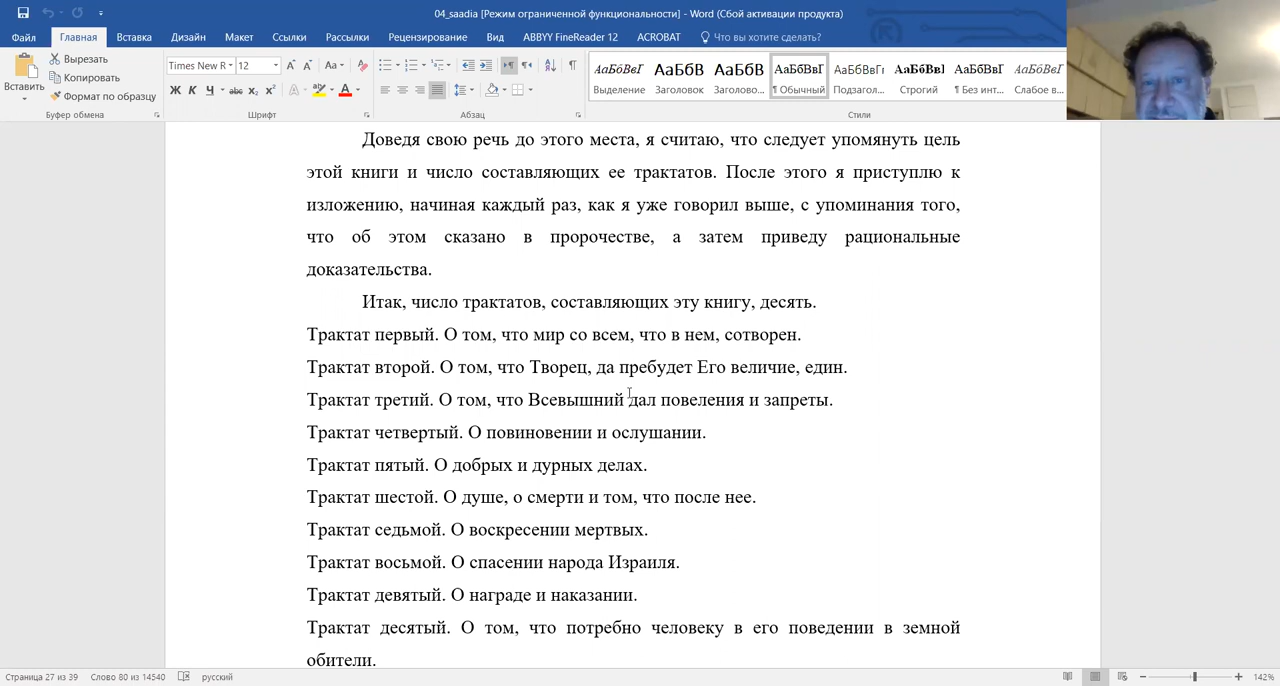 04_saadia [Режим ограниченной функциональности] - Word (Сбой активации продукта)
Файл Главная Вставка Дизайн Макет Ссылки Рассылки Рецензирование Вид ABBYY FineReader 12 ACROBAT Что вы хотите сделать?
Вставить
Вырезать
Копировать
Формат по образцу
Буфер обмена
Times New R 12
Ж К Ч abc x₂ x²
Шрифт
Абзац
АаБбВвГ АаБбВ АаБбВ АаБбВвГ АаБбВвГг АаБбВвІ АаБбВвГ АаБбВвГ
Выделение Заголовок Заголово... ¶ Обычный Подзагол... Строгий ¶ Без инт... Слабое в...
Стили
Доведя свою речь до этого места, я считаю, что следует упомянуть цель
этой книги и число составляющих ее трактатов. После этого я приступлю к
изложению, начиная каждый раз, как я уже говорил выше, с упоминания того,
что об этом сказано в пророчестве, а затем приведу рациональные
доказательства.
Итак, число трактатов, составляющих эту книгу, десять.
Трактат первый. О том, что мир со всем, что в нем, сотворен.
Трактат второй. О том, что Творец, да пребудет Его величие, един.
Трактат третий. О том, что Всевышний дал повеления и запреты.
Трактат четвертый. О повиновении и ослушании.
Трактат пятый. О добрых и дурных делах.
Трактат шестой. О душе, о смерти и том, что после нее.
Трактат седьмой. О воскресении мертвых.
Трактат восьмой. О спасении народа Израиля.
Трактат девятый. О награде и наказании.
Трактат десятый. О том, что потребно человеку в его поведении в земной
обители.
Страница 27 из 39 Слово 80 из 14540 русский 142%